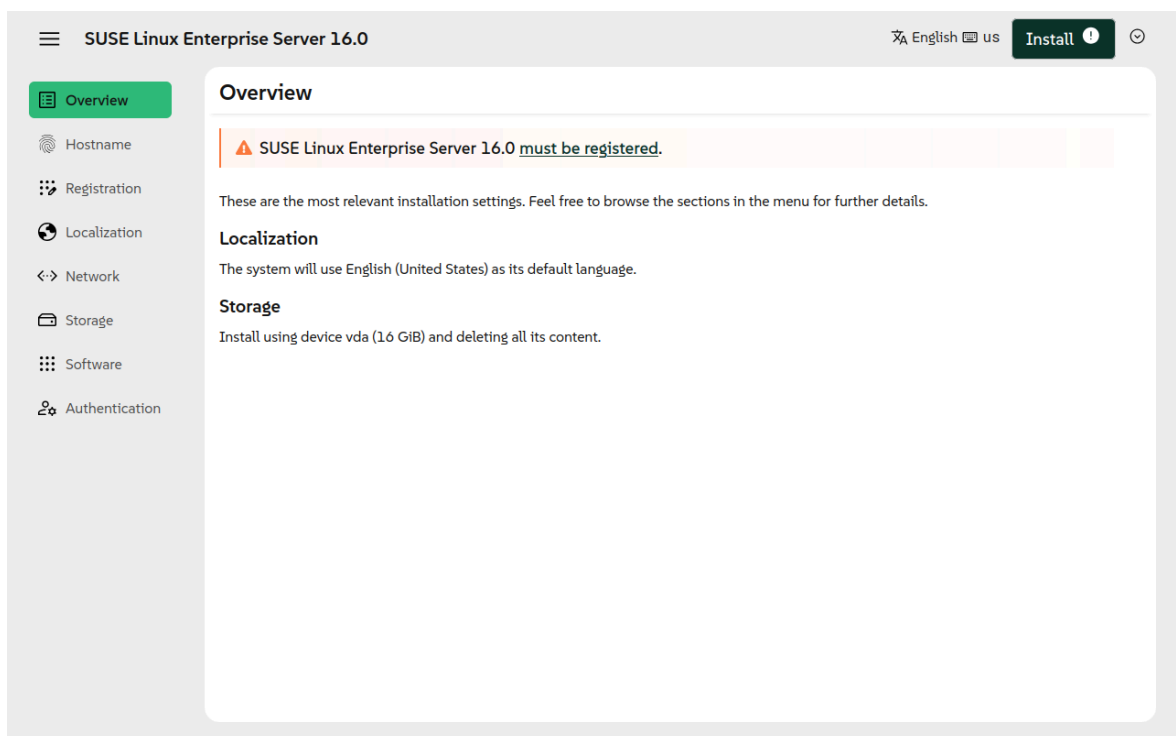 SUSE Linux Enterprise Server 16.0
English us
Install !
Overview
Hostname
Registration
Localization
Network
Storage
Software
Authentication
Overview
SUSE Linux Enterprise Server 16.0 must be registered.
These are the most relevant installation settings. Feel free to browse the sections in the menu for further details.
Localization
The system will use English (United States) as its default language.
Storage
Install using device vda (16 GiB) and deleting all its content.